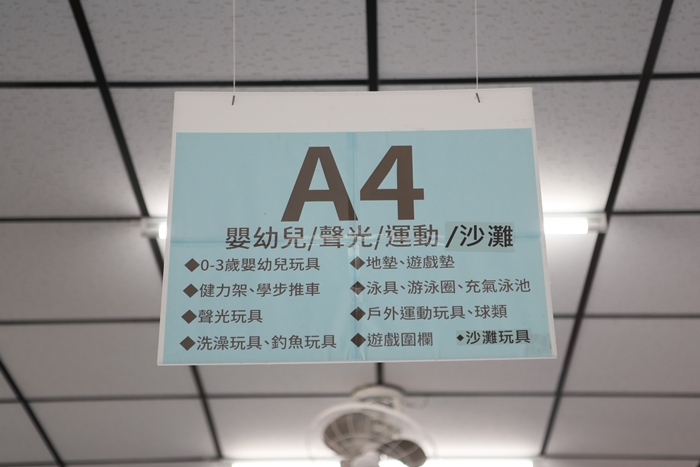 A4
嬰幼兒/聲光/運動/沙灘
◆0-3歲嬰幼兒玩具 ◆地墊、遊戲墊
◆健力架、學步推車 ◆泳具、游泳圈、充氣泳池
◆聲光玩具 ◆戶外運動玩具、球類
◆洗澡玩具、釣魚玩具 ◆遊戲圍欄 ◆沙灘玩具